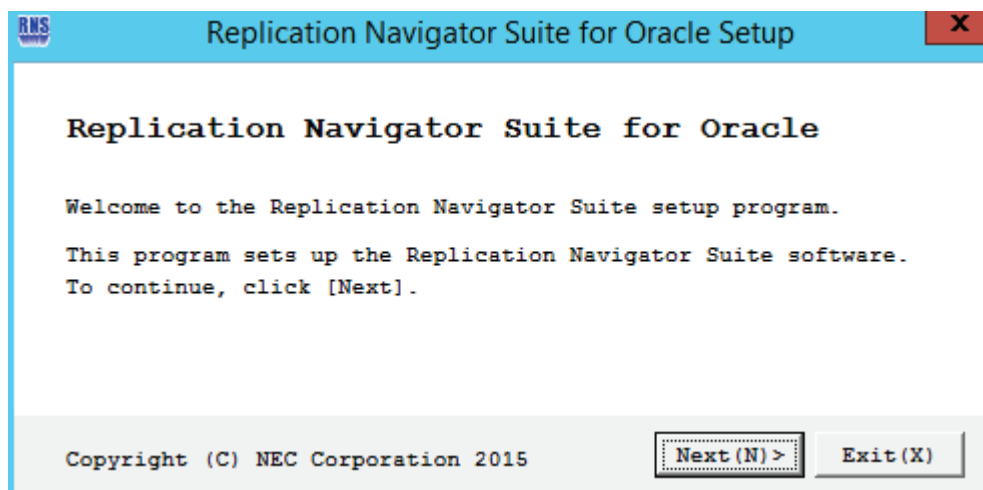 RNS
Replication Navigator Suite for Oracle Setup
X
Replication Navigator Suite for Oracle
Welcome to the Replication Navigator Suite setup program.
This program sets up the Replication Navigator Suite software.
To continue, click [Next].
Copyright (C) NEC Corporation 2015
Next(N)>
Exit(X)